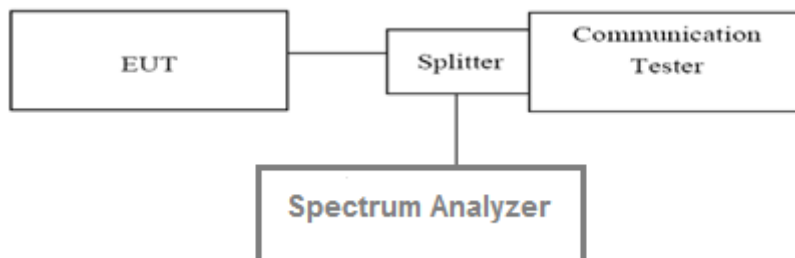 EUT
Splitter
Communication
Tester
Spectrum Analyzer